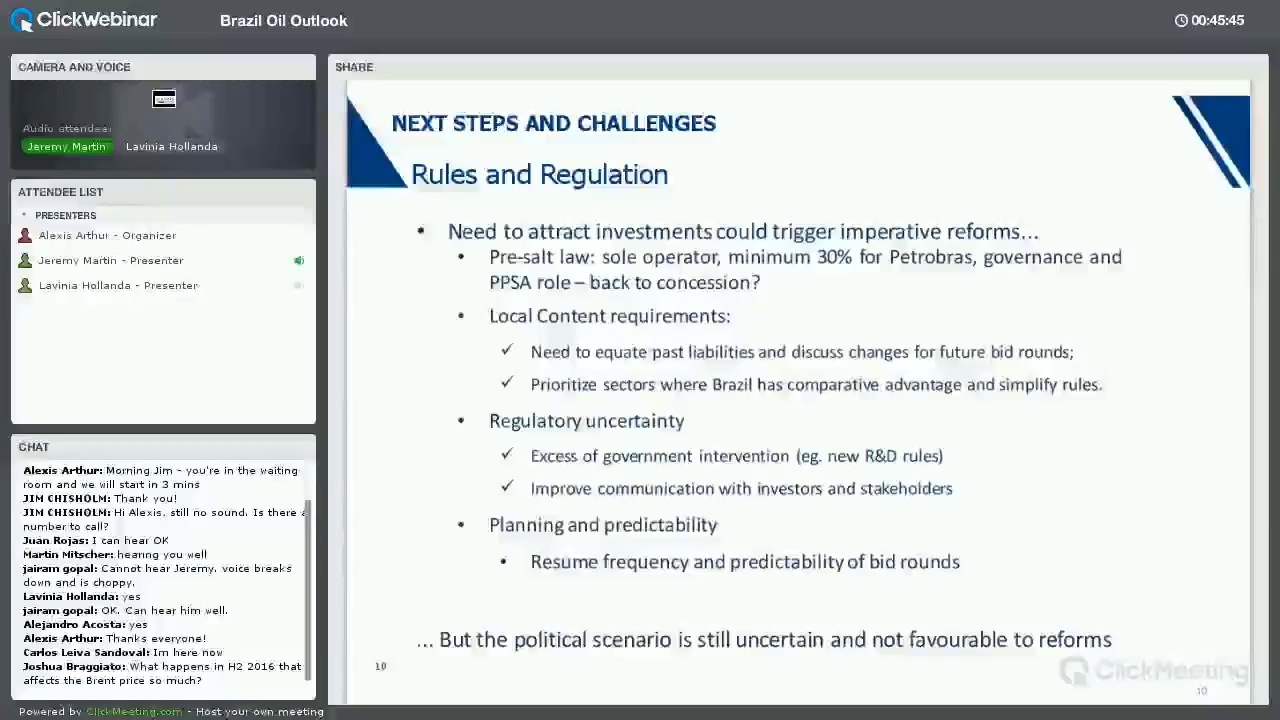 ClickWebinar
Brazil Oil Outlook
00:45:45
CAMERA AND VOICE
Audio attendees
Jeremy Martin
Lavinia Hollanda
ATTENDEE LIST
PRESENTERS
Alexis Arthur - Organizer
Jeremy Martin - Presenter
Lavinia Hollanda - Presenter
CHAT
Alexis Arthur: Morning Jim - you're in the waiting
room and we will start in 3 mins
JIM CHISHOLM: Thank you!
JIM CHISHOLM: Hi Alexis, still no sound. Is there a
number to call?
Juan Rojas: I can hear OK
Martin Mitscher: hearing you well
jairam gopal: Cannot hear Jeremy. voice breaks
down and is choppy.
Lavinia Hollanda: yes
jairam gopal: OK. Can hear him well.
Alejandro Acosta: yes
Alexis Arthur: Thanks everyone!
Carlos Leiva Sandoval: Im here now
Joshua Braggiato: What happens in H2 2016 that
affects the Brent price so much?
Powered by ClickMeeting.com - Host your own meeting
SHARE
NEXT STEPS AND CHALLENGES
Rules and Regulation
• Need to attract investments could trigger imperative reforms...
• Pre-salt law: sole operator, minimum 30% for Petrobras, governance and
PPSA role – back to concession?
• Local Content requirements:
✓ Need to equate past liabilities and discuss changes for future bid rounds;
✓ Prioritize sectors where Brazil has comparative advantage and simplify rules.
• Regulatory uncertainty
✓ Excess of government intervention (eg. new R&D rules)
✓ Improve communication with investors and stakeholders
• Planning and predictability
• Resume frequency and predictability of bid rounds
... But the political scenario is still uncertain and not favourable to reforms
10
ClickMeeting
10